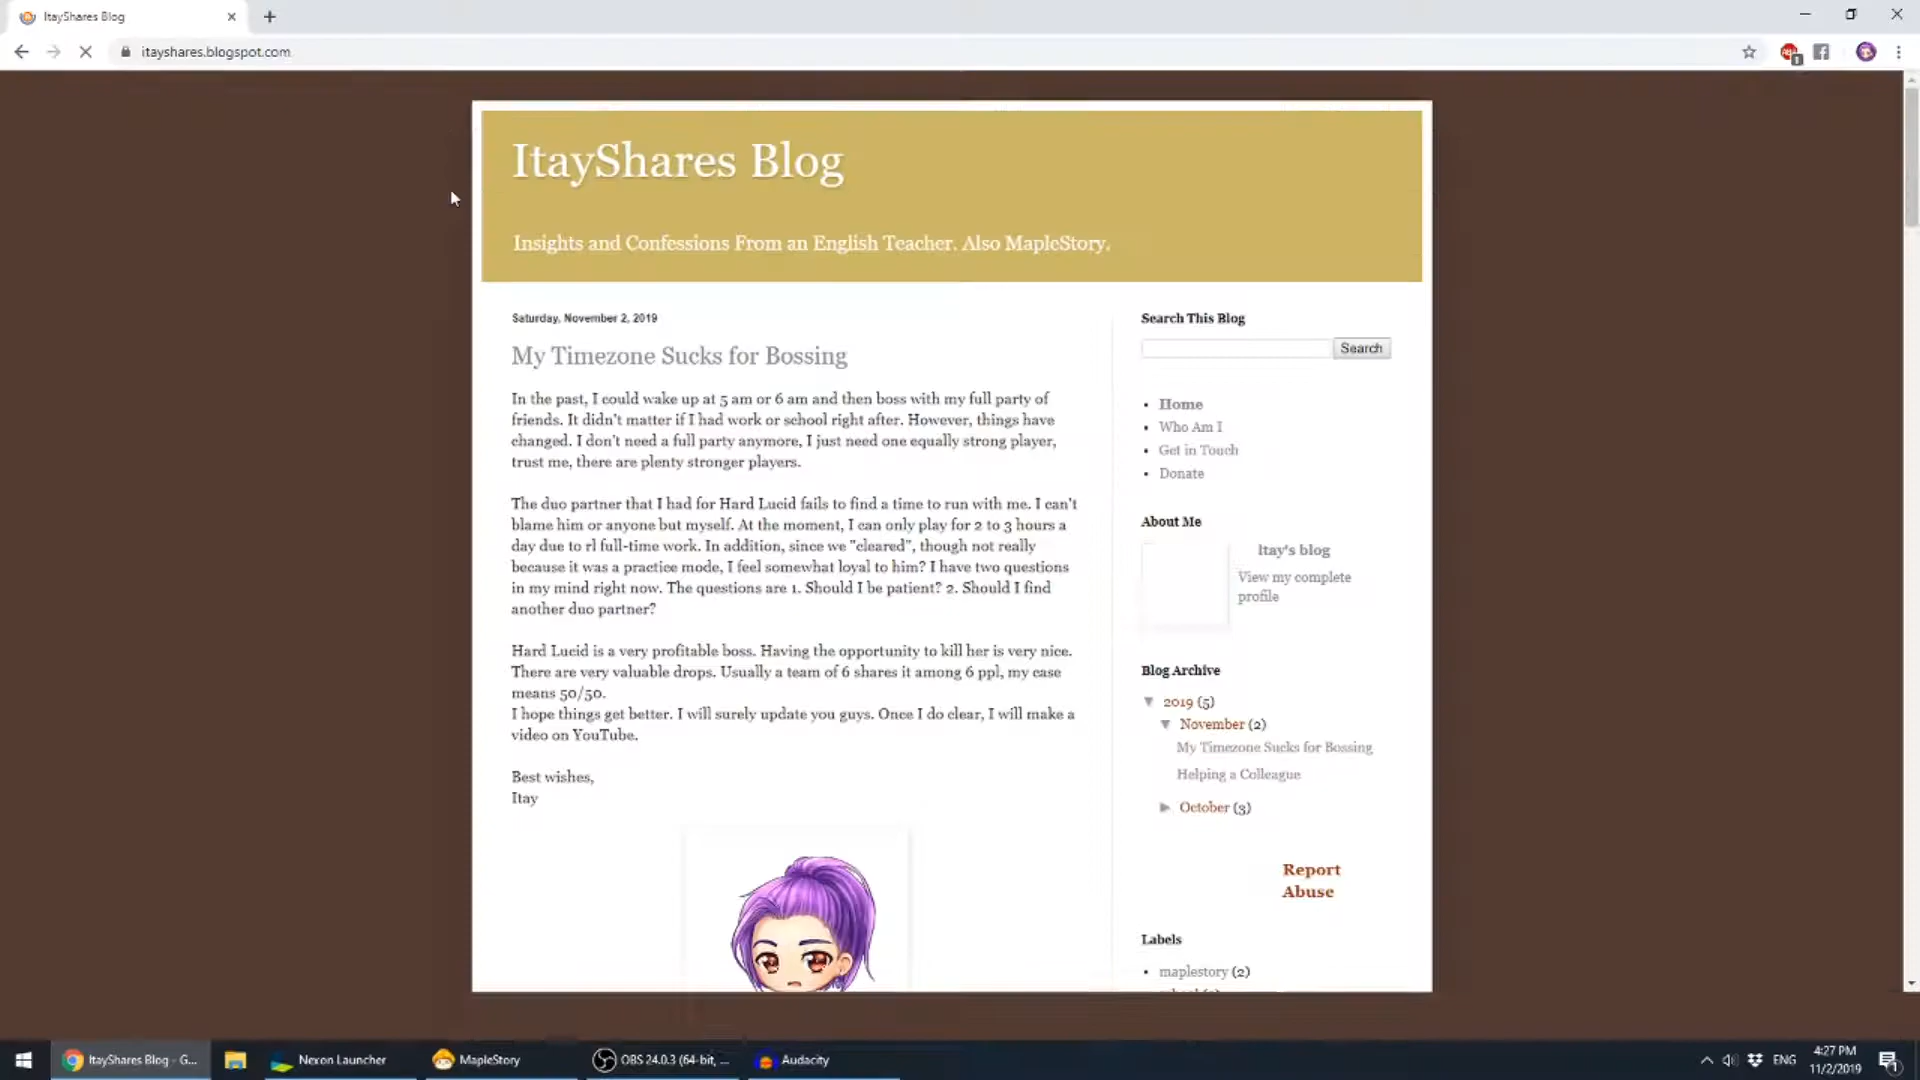 ItayShares Blog
itayshares.blogspot.com
ItayShares Blog
Insights and Confessions From an English Teacher. Also MapleStory.
Saturday, November 2, 2019
My Timezone Sucks for Bossing
In the past, I could wake up at 5 am or 6 am and then boss with my full party of
friends. It didn't matter if I had work or school right after. However, things have
changed. I don't need a full party anymore, I just need one equally strong player,
trust me, there are plenty stronger players.
The duo partner that I had for Hard Lucid fails to find a time to run with me. I can't
blame him or anyone but myself. At the moment, I can only play for 2 to 3 hours a
day due to rl full-time work. In addition, since we "cleared", though not really
because it was a practice mode, I feel somewhat loyal to him? I have two questions
in my mind right now. The questions are 1. Should I be patient? 2. Should I find
another duo partner?
Hard Lucid is a very profitable boss. Having the opportunity to kill her is very nice.
There are very valuable drops. Usually a team of 6 shares it among 6 ppl, my case
means 50/50.
I hope things get better. I will surely update you guys. Once I do clear, I will make a
video on YouTube.
Best wishes,
Itay
Search This Blog
Search
Home
Who Am I
Get in Touch
Donate
About Me
Itay's blog
View my complete
profile
Blog Archive
2019 (5)
November (2)
My Timezone Sucks for Bossing
Helping a Colleague
October (3)
Report
Abuse
Labels
maplestory (2)
ItayShares Blog - G...
Nexon Launcher
MapleStory
OBS 24.0.3 (64-bit, ...
Audacity
ENG
4:27 PM
11/2/2019